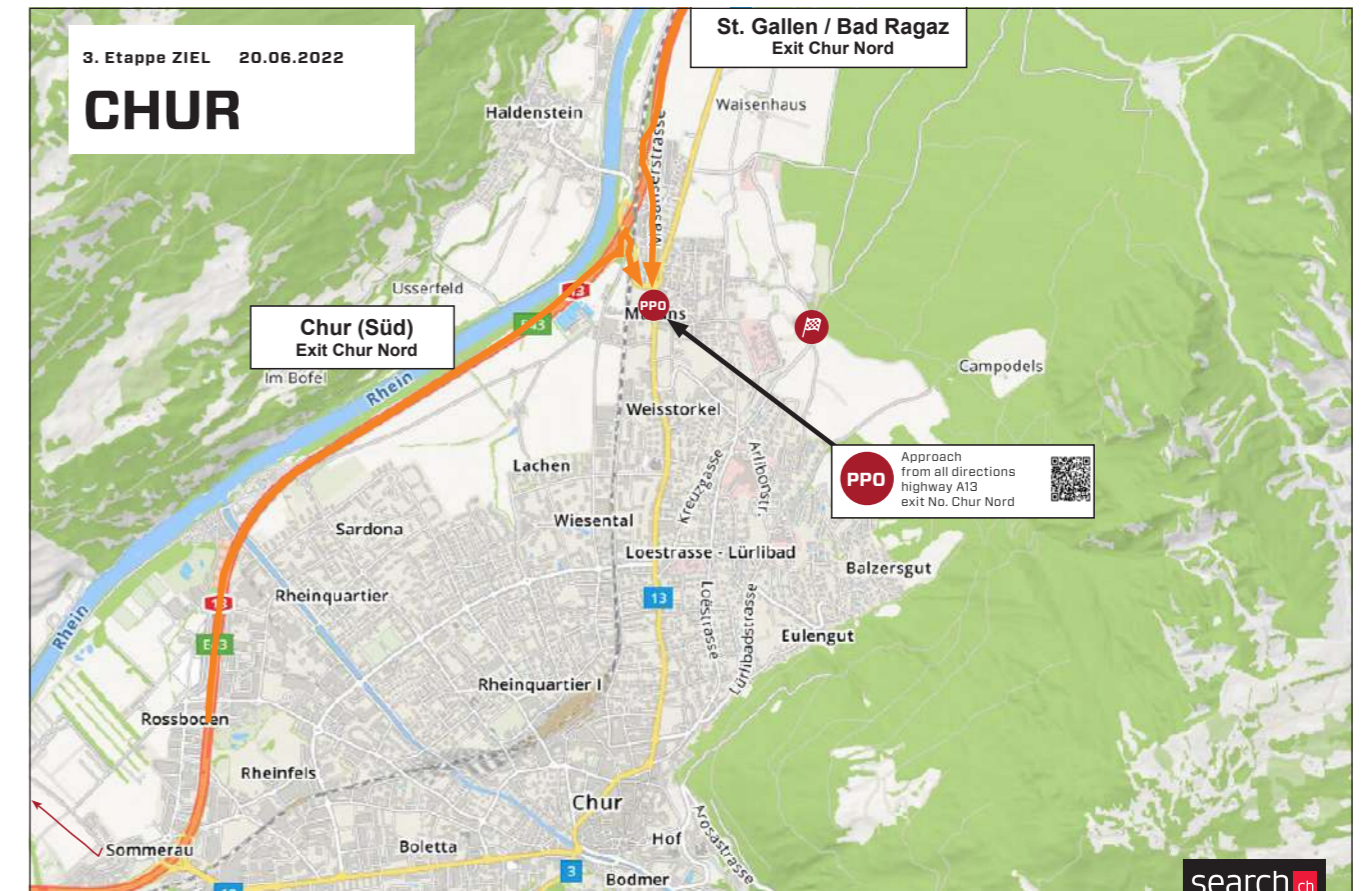 3. Etappe ZIEL 20.06.2022
CHUR
St. Gallen / Bad Ragaz
Exit Chur Nord
Haldenstein
Waisenhaus
Masanserstrasse
Usserfeld
Chur (Süd)
Exit Chur Nord
Im Bofel
Rhein
PPO
Campodels
Weisstorkel
PPO
Approach
from all directions
highway A13
exit No. Chur Nord
Lachen
Kreuzgasse
Arlibonstr.
Wiesental
Sardona
Loestrasse - Lürlibad
Balzersgut
Rheinquartier
13
Loëstrasse
Lürlibadstrasse
Rhein
Eulengut
Rheinquartier I
Rossboden
Rheinfels
Chur
Arosastrasse
Hof
Sommerau
Boletta
3
Bodmer
search.ch